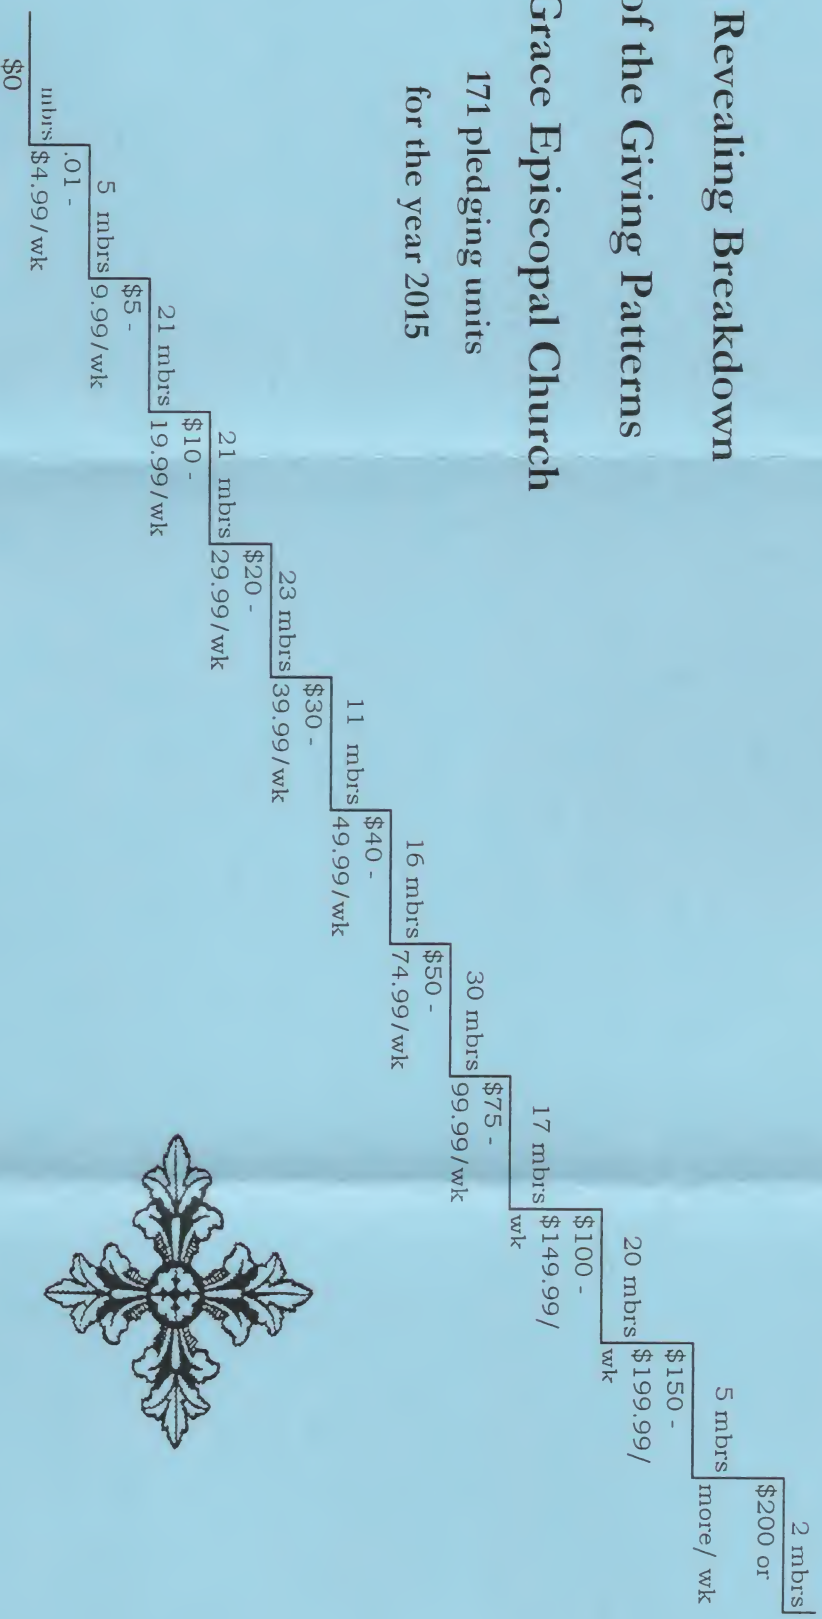 Revealing Breakdown
of the Giving Patterns
Grace Episcopal Church
171 pledging units
for the year 2015
mbrs
$0
5 mbrs
.01 -
$4.99/wk
21 mbrs
$5 -
9.99/wk
21 mbrs
$10 -
19.99/wk
23 mbrs
$20 -
29.99/wk
11 mbrs
$30 -
39.99/wk
16 mbrs
$40 -
49.99/wk
30 mbrs
$50 -
74.99/wk
17 mbrs
$75 -
99.99/wk
20 mbrs
$100 -
$149.99/
wk
5 mbrs
$150 -
$199.99/
wk
2 mbrs
$200 or
more/ wk